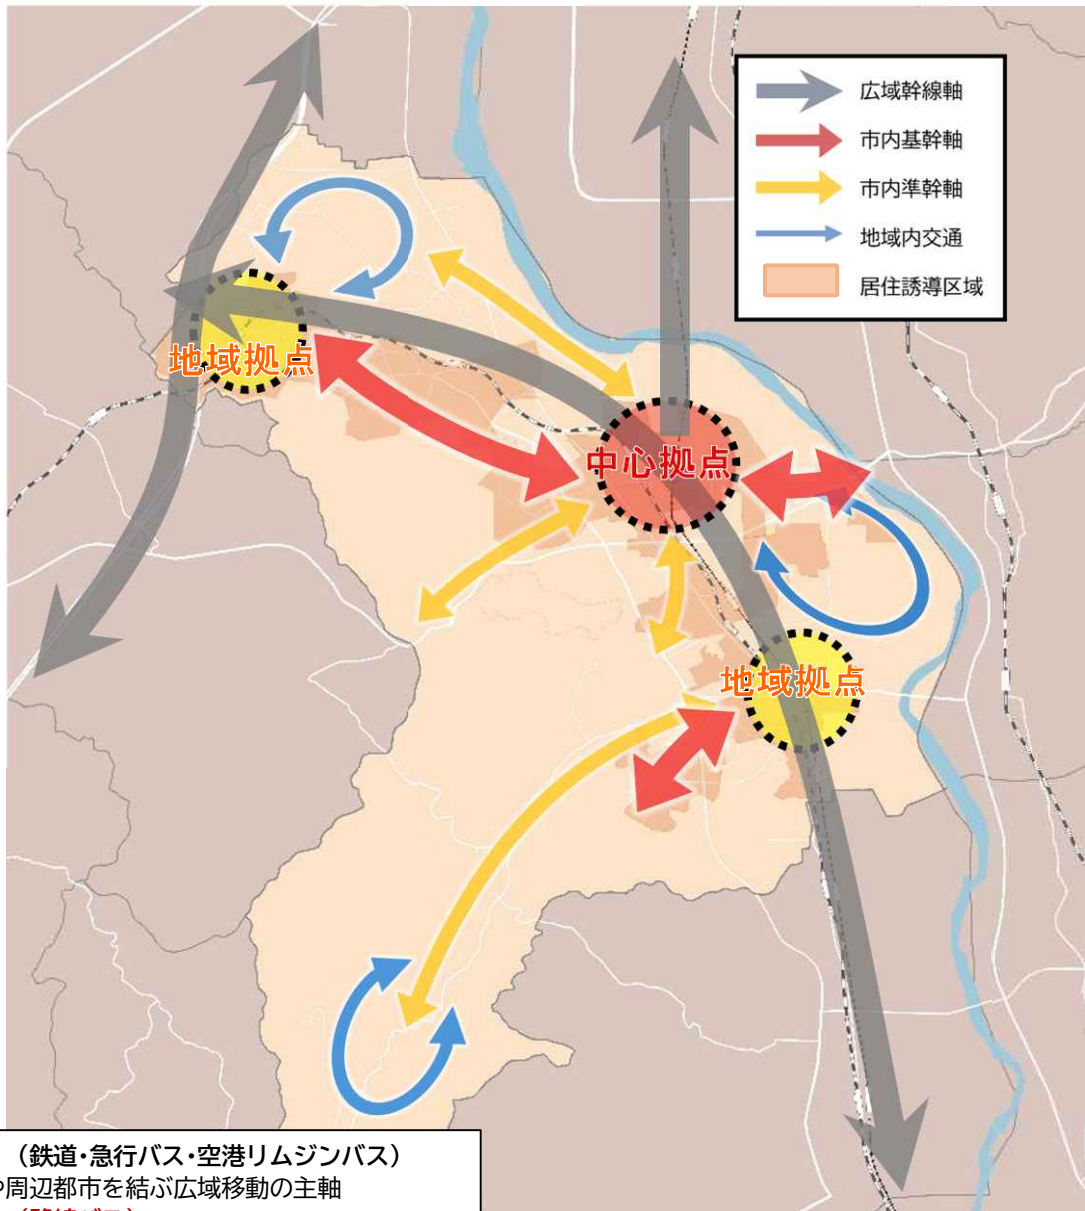 広域幹線軸
市内基幹軸
市内準幹軸
地域内交通
居住誘導区域
地域拠点
中心拠点
地域拠点
(鉄道・急行バス・空港リムジンバス)
周辺都市を結ぶ広域移動の主軸